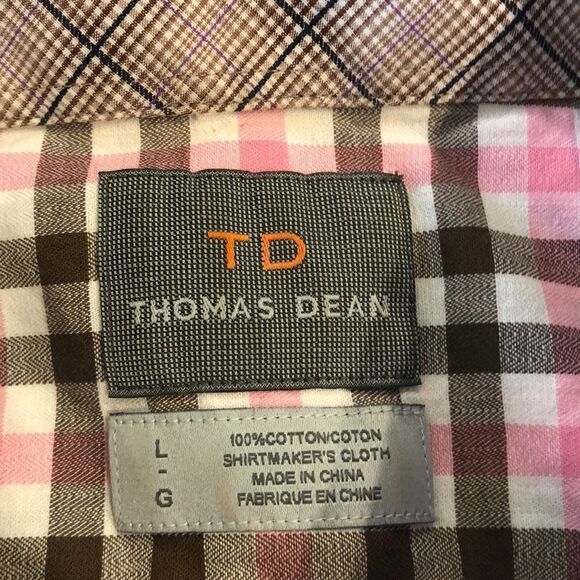 TD
THOMAS DEAN
L
-
G
100%COTTON/COTON
SHIRTMAKER'S CLOTH
MADE IN CHINA
FABRIQUE EN CHINE